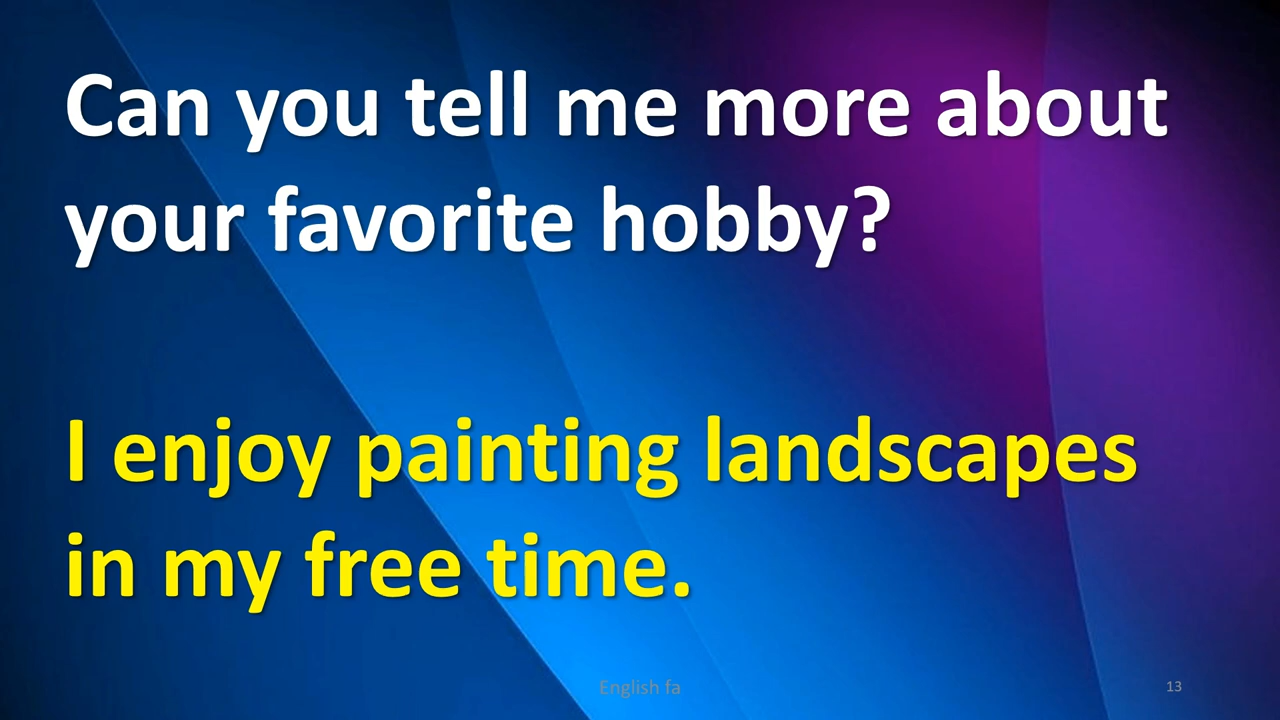 Can you tell me more about
your favorite hobby?
I enjoy painting landscapes
in my free time.
English fa
13